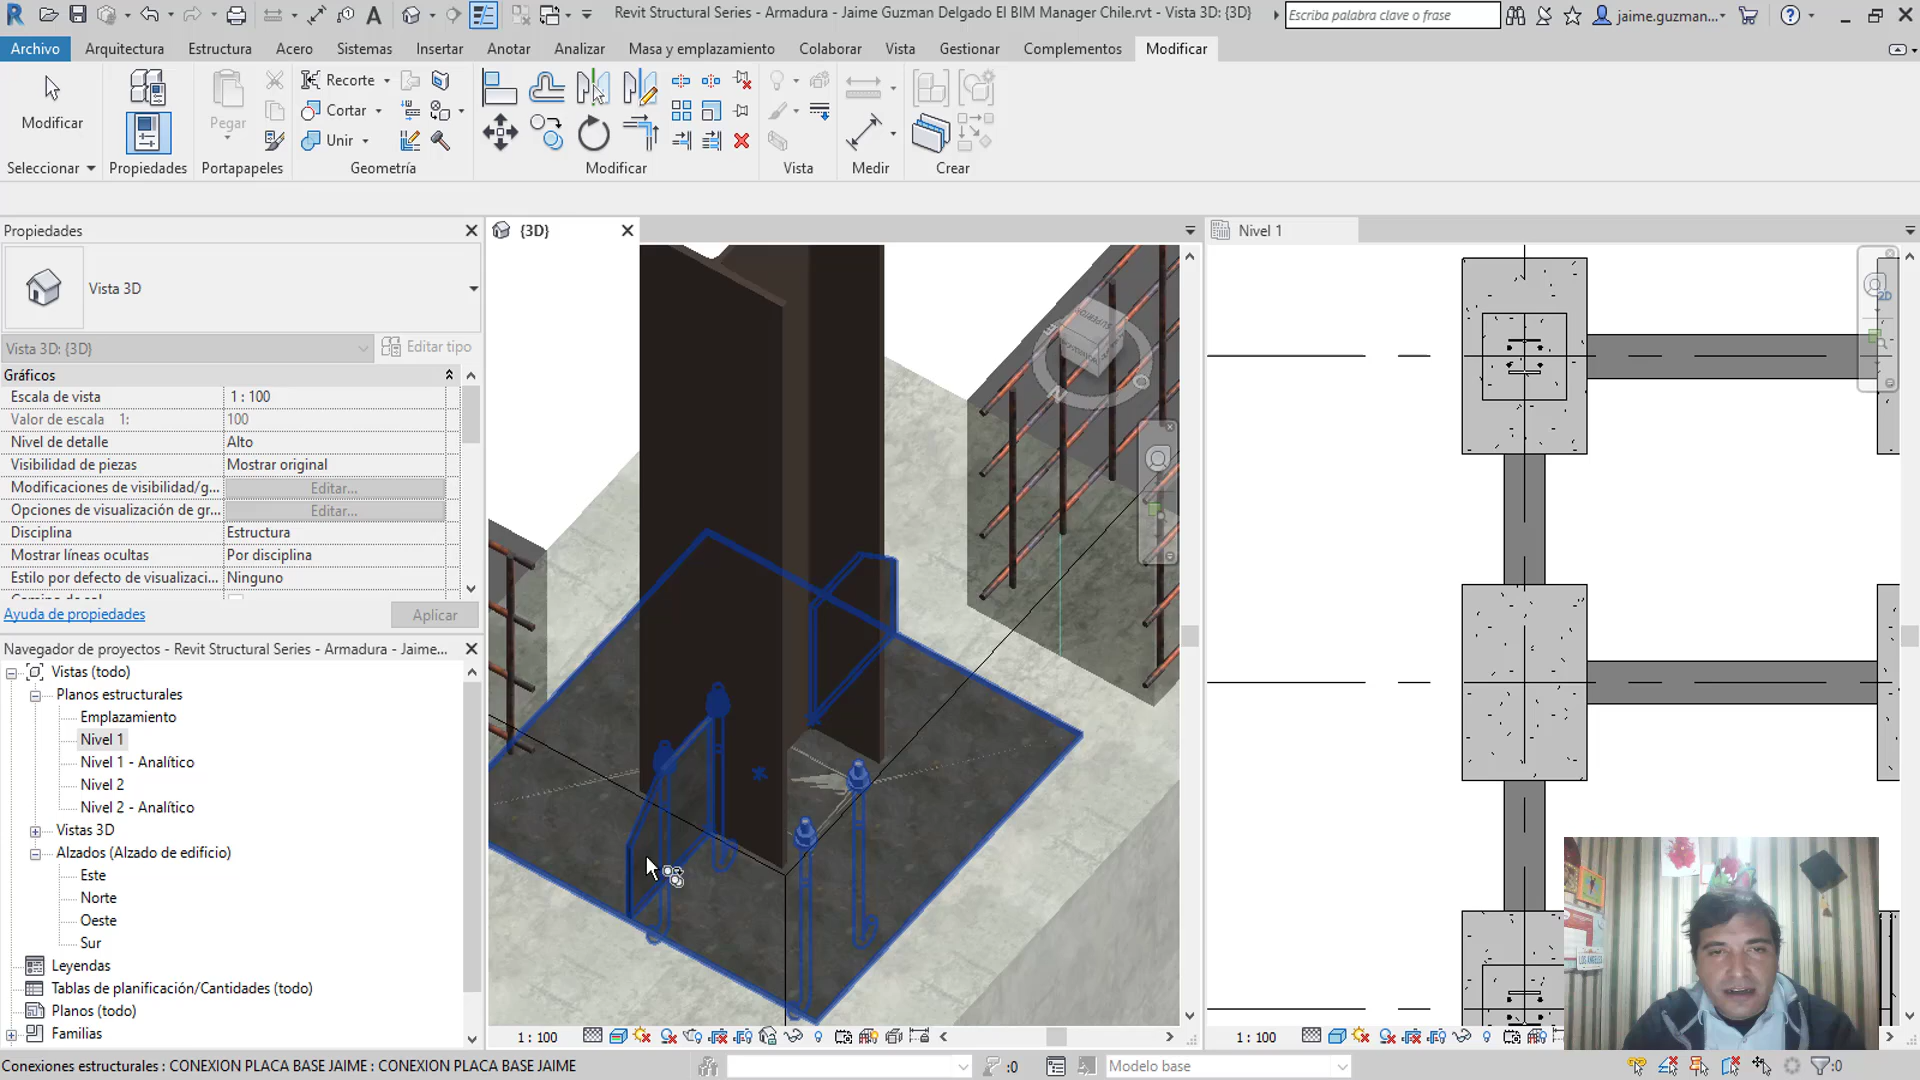 Revit Structural Series - Armadura - Jaime Guzman Delgado El BIM Manager Chile.rvt - Vista 3D: {3D}
Escriba palabra clave o frase
jaime.guzman...
Archivo
Arquitectura
Estructura
Acero
Sistemas
Insertar
Anotar
Analizar
Masa y emplazamiento
Colaborar
Vista
Gestionar
Complementos
Modificar
Modificar
Pegar
Recorte
Cortar
Unir
Seleccionar
Propiedades
Portapapeles
Geometría
Modificar
Vista
Medir
Crear
Propiedades
{3D}
Nivel 1
Vista 3D
Vista 3D: {3D}
Editar tipo
Gráficos
Escala de vista
1 : 100
Valor de escala 1:
100
Nivel de detalle
Alto
Visibilidad de piezas
Mostrar original
Modificaciones de visibilidad/g...
Editar...
Opciones de visualización de gr...
Editar...
Disciplina
Estructura
Mostrar líneas ocultas
Por disciplina
Estilo por defecto de visualizaci...
Ninguno
Ayuda de propiedades
Aplicar
Navegador de proyectos - Revit Structural Series - Armadura - Jaime...
Vistas (todo)
Planos estructurales
Emplazamiento
Nivel 1
Nivel 1 - Analítico
Nivel 2
Nivel 2 - Analítico
Vistas 3D
Alzados (Alzado de edificio)
Este
Norte
Oeste
Sur
Leyendas
Tablas de planificación/Cantidades (todo)
Planos (todo)
Familias
1 : 100
1 : 100
Conexiones estructurales : CONEXION PLACA BASE JAIME : CONEXION PLACA BASE JAIME
:0
Modelo base
:0